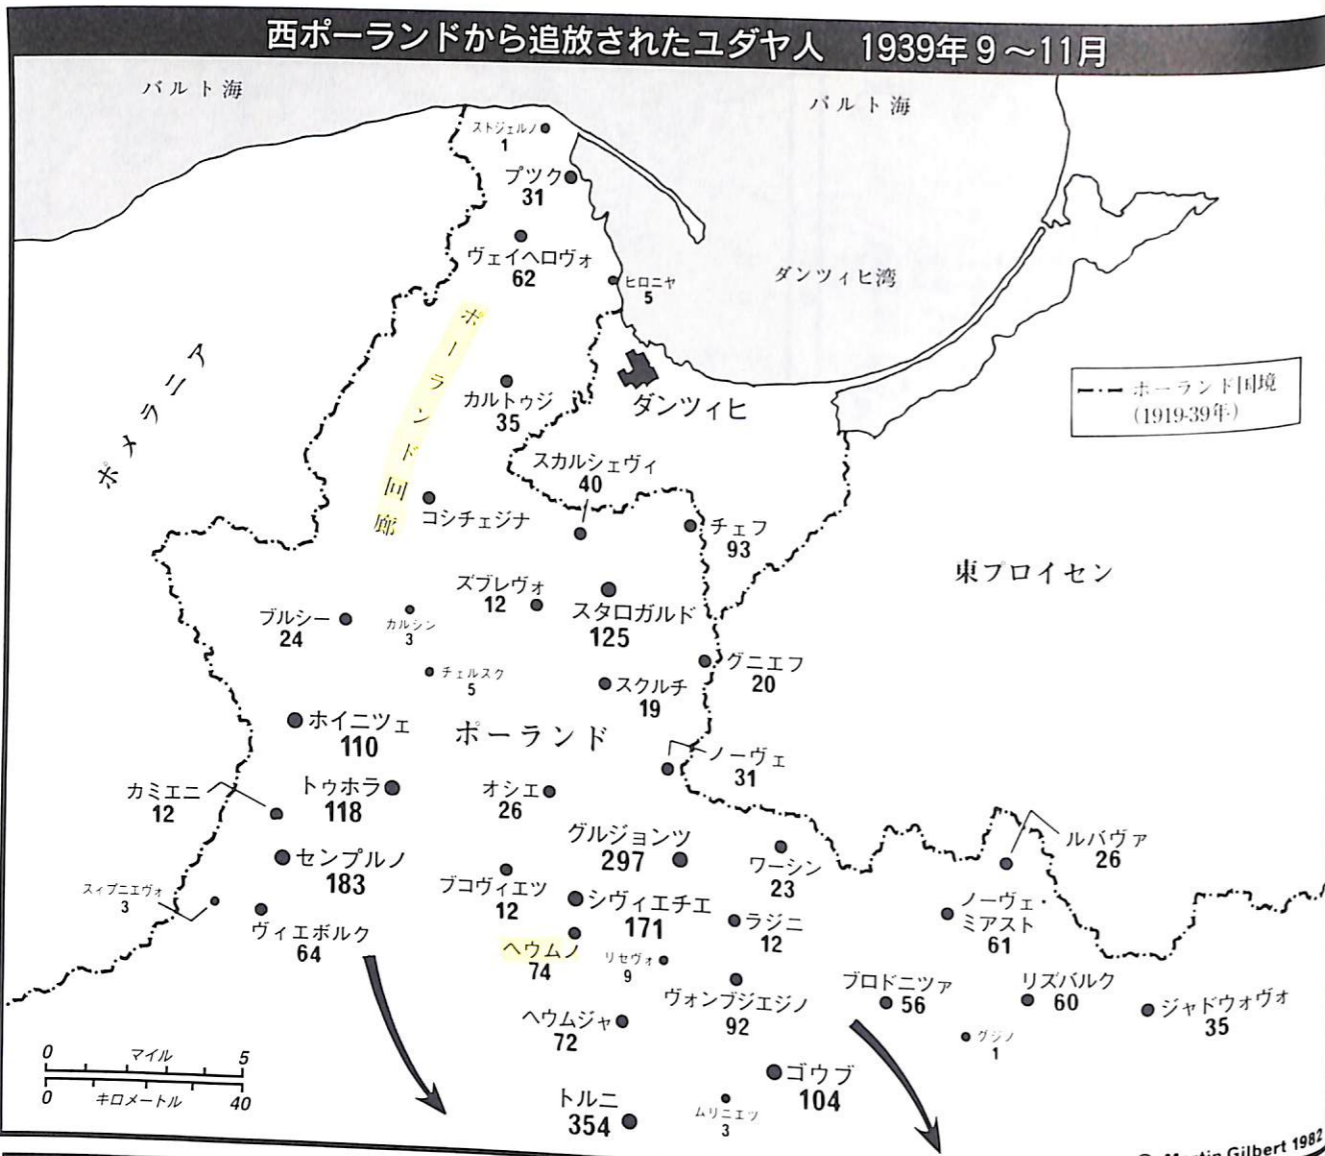 西ポーランドから追放されたユダヤ人　1939年9～11月
バルト海
バルト海
ストジェルノ
1
プツク
31
ヴェイヘロヴォ
62
ヒロニヤ
5
ダンツィヒ湾
ポーランド回廊
ポメラニア
カルトゥジ
35
ダンツィヒ
ポーランド国境
(1919-39年)
スカルシェヴィ
40
コシチェジナ
チェフ
93
東プロイセン
ズブレヴォ
12
スタロガルド
125
ブルシー
24
カルシン
3
チェルスク
5
グニエフ
20
スクルチ
19
ホイニツェ
110
ポーランド
ノーヴェ
31
カミエニ
12
トゥホラ
118
オシエ
26
グルジョンツ
297
ワーシン
23
ルバヴァ
26
センプルノ
183
スィプニエヴォ
3
ブコヴィエツ
12
シヴィエチエ
171
ラジニ
12
ノーヴェ・
ミアスト
61
ヴィエボルク
64
ヘウムノ
74
リセヴォ
9
ヴォンブジエジノ
92
ブロドニツァ
56
リズバルク
60
ジャドウォヴォ
35
ヘウムジャ
72
グジノ
1
ゴウブ
104
トルニ
354
ムリニエツ
3
0 マイル 5
0 キロメートル 40
© Martin Gilbert 1982